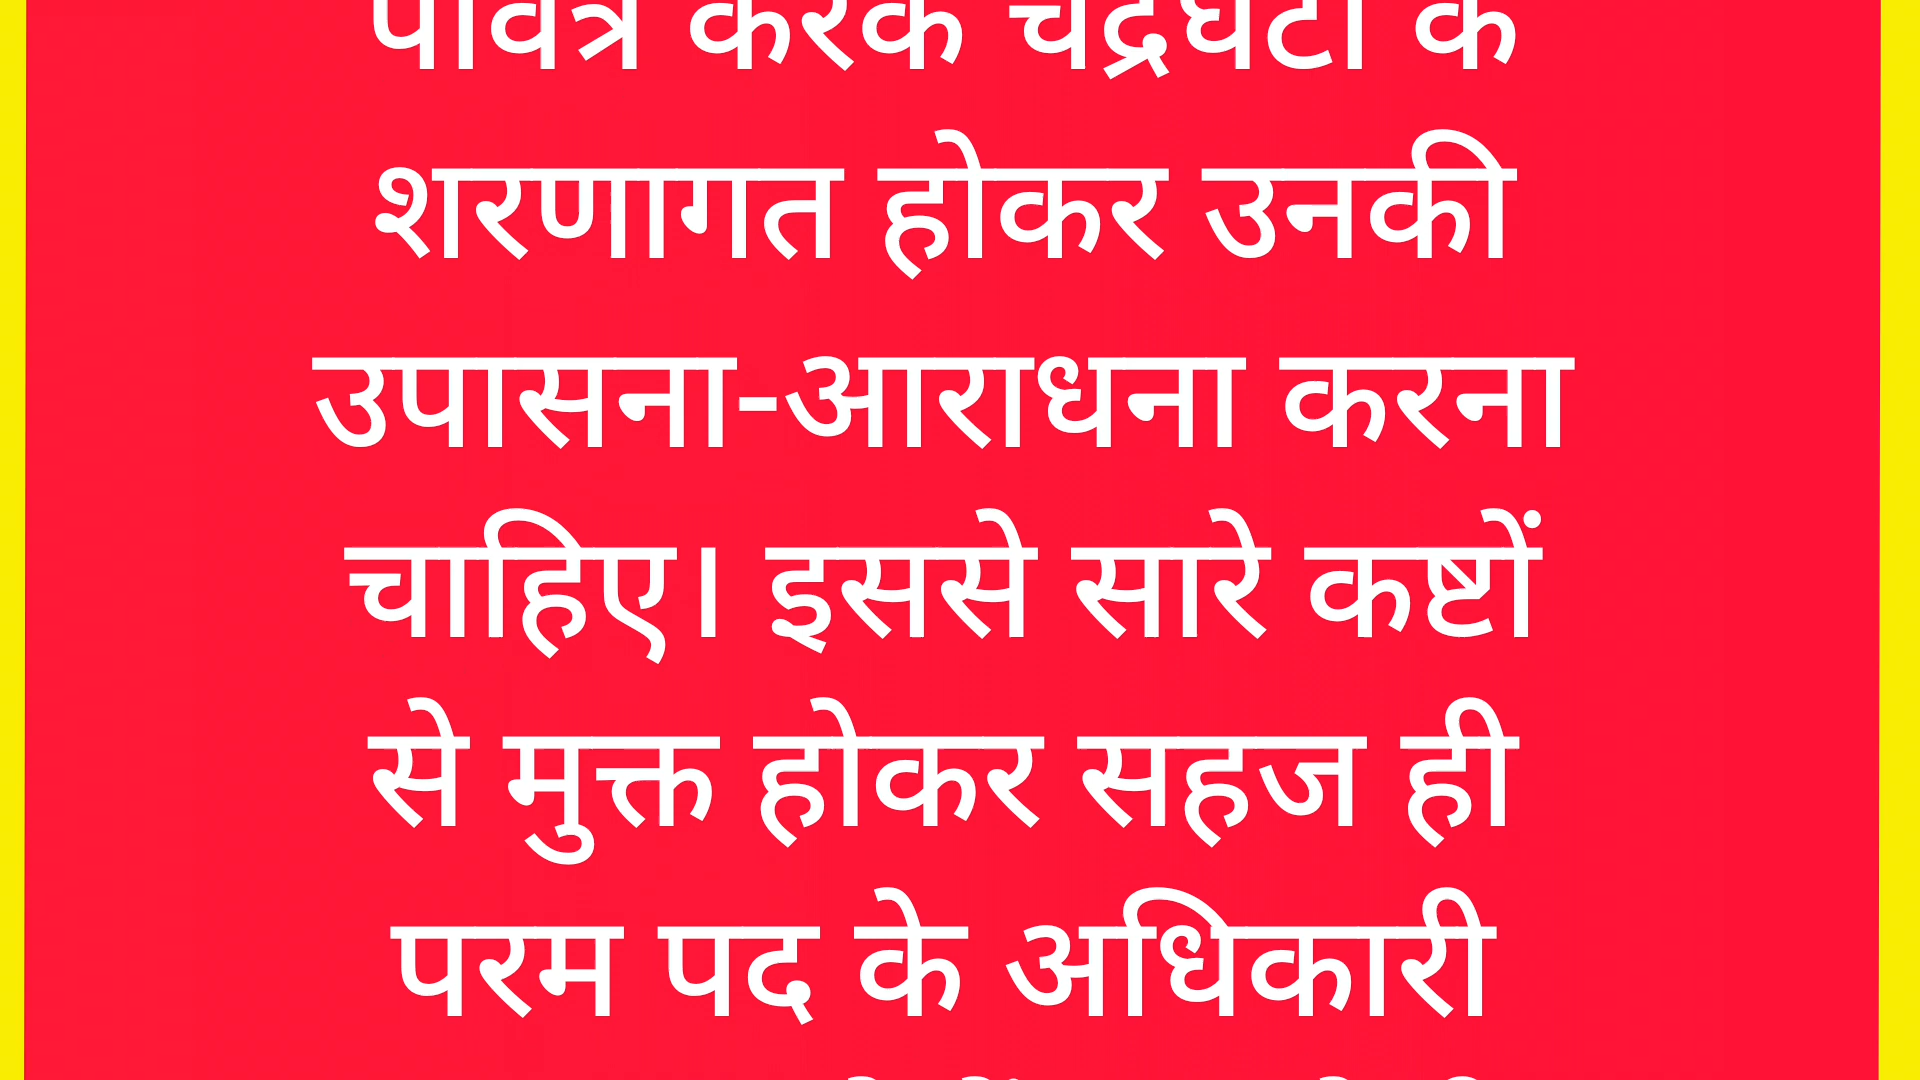 पवित्र करके चंद्रघंटा के
शरणागत होकर उनकी
उपासना-आराधना करना
चाहिए। इससे सारे कष्टों
से मुक्त होकर सहज ही
परम पद के अधिकारी